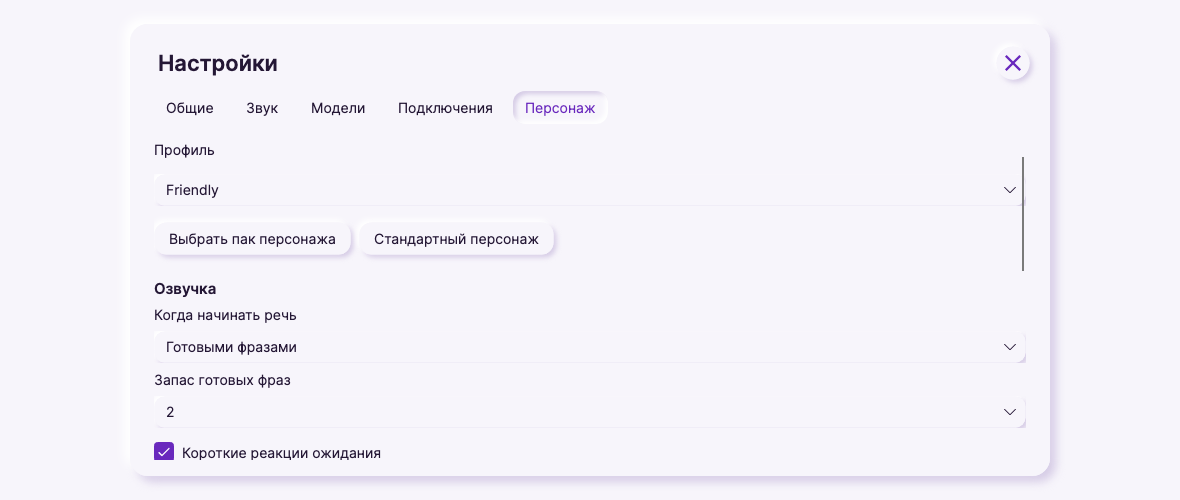 Настройки
Общие Звук Модели Подключения Персонаж
Профиль
Friendly
Выбрать пак персонажа Стандартный персонаж
Озвучка
Когда начинать речь
Готовыми фразами
Запас готовых фраз
2
Короткие реакции ожидания